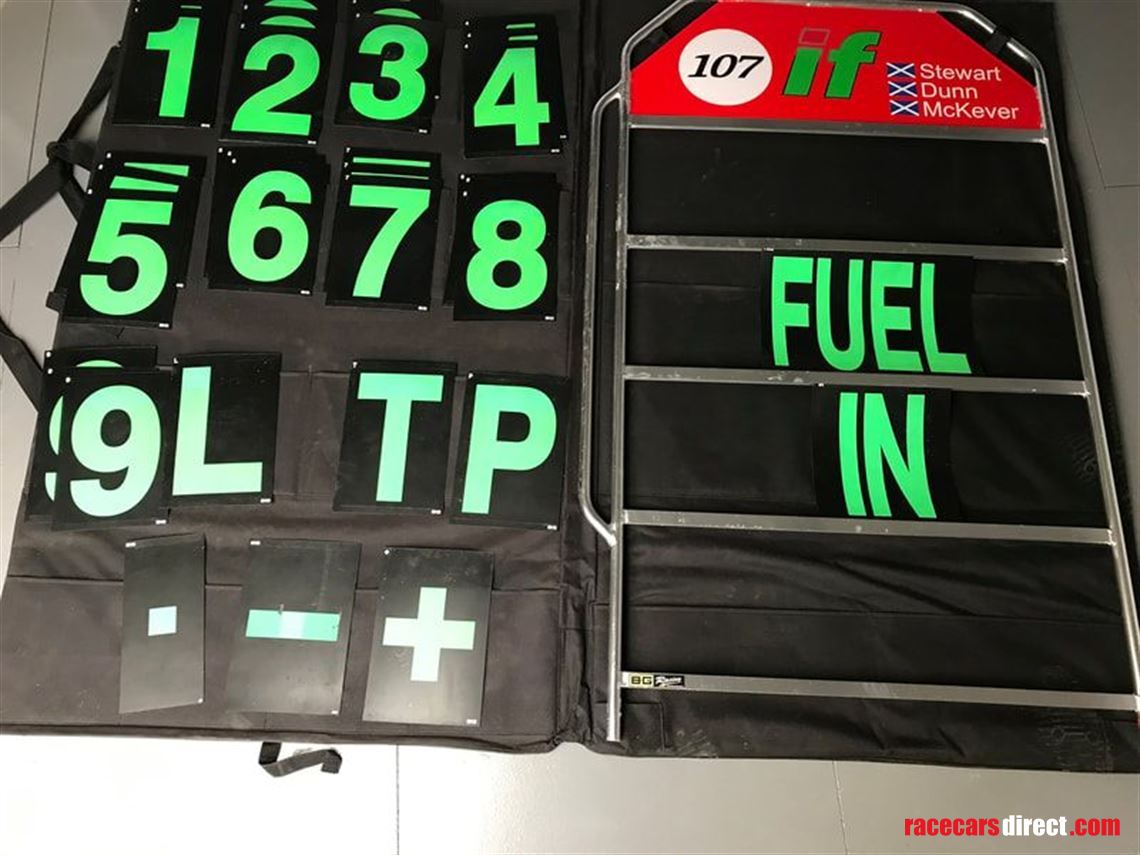 1 2 3 4
5 6 7 8
9 L T P
. − +
107 if
Stewart
Dunn
McKever
FUEL
IN
BG Racing
racecarsdirect.com